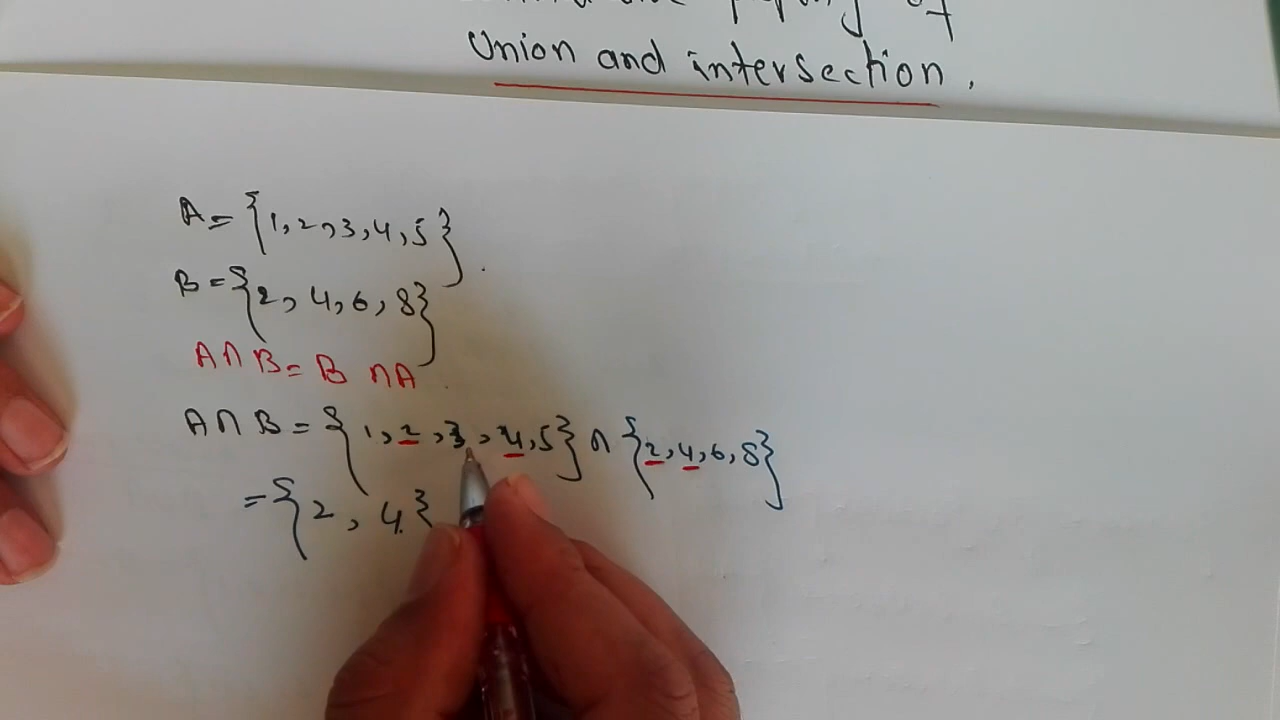 of
Union and intersection.
A = {1, 2, 3, 4, 5}.
B = {2, 4, 6, 8}
A ∩ B = B ∩ A.
A ∩ B = {1, 2, 3, 4, 5} ∩ {2, 4, 6, 8}
= {2, 4}